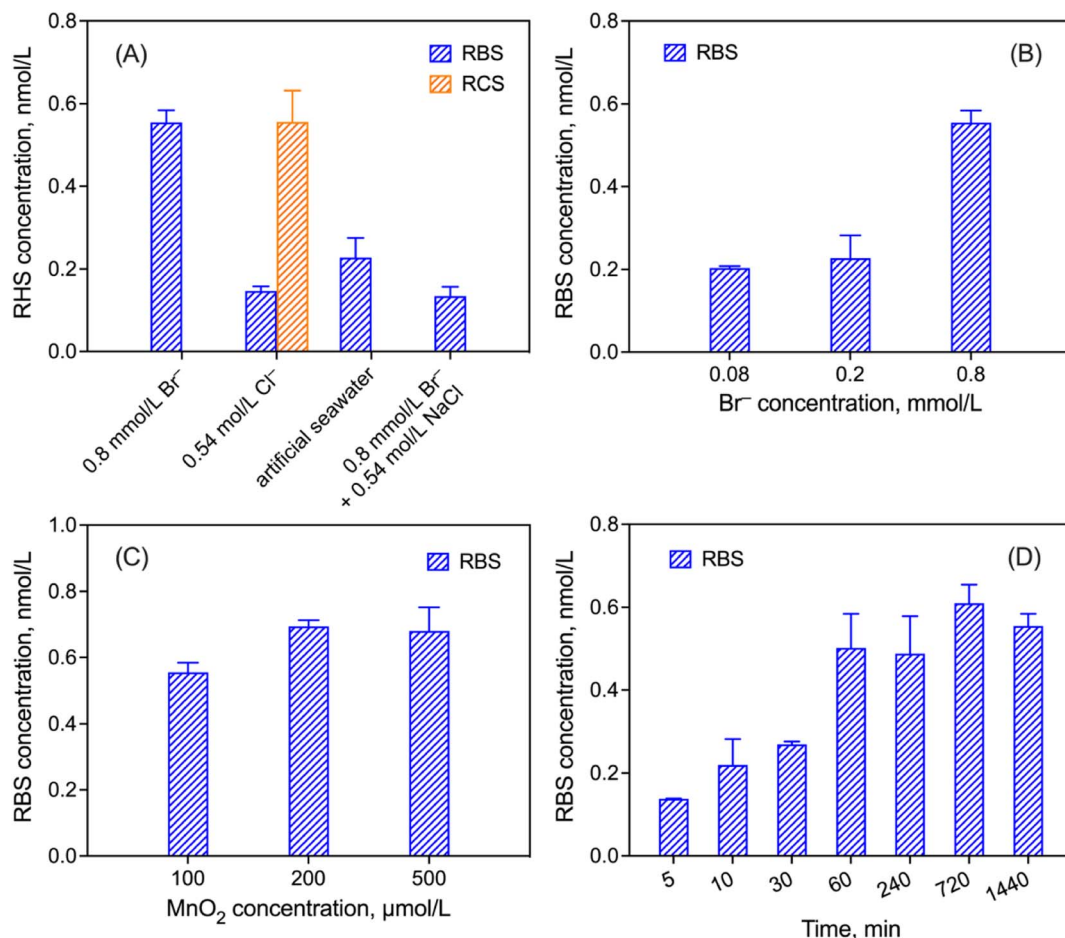 (A)
RBS
RCS
RHS concentration, nmol/L
0.8
0.6
0.4
0.2
0.0
0.8 mmol/L Br⁻
0.54 mol/L Cl⁻
artificial seawater
0.8 mmol/L Br⁻
+ 0.54 mol/L NaCl
(B)
RBS
RBS concentration, nmol/L
0.8
0.6
0.4
0.2
0.0
0.08
0.2
0.8
Br⁻ concentration, mmol/L
(C)
RBS
RBS concentration, nmol/L
1.0
0.8
0.6
0.4
0.2
0.0
100
200
500
MnO₂ concentration, μmol/L
(D)
RBS
RBS concentration, nmol/L
0.8
0.6
0.4
0.2
0.0
5
10
30
60
240
720
1440
Time, min